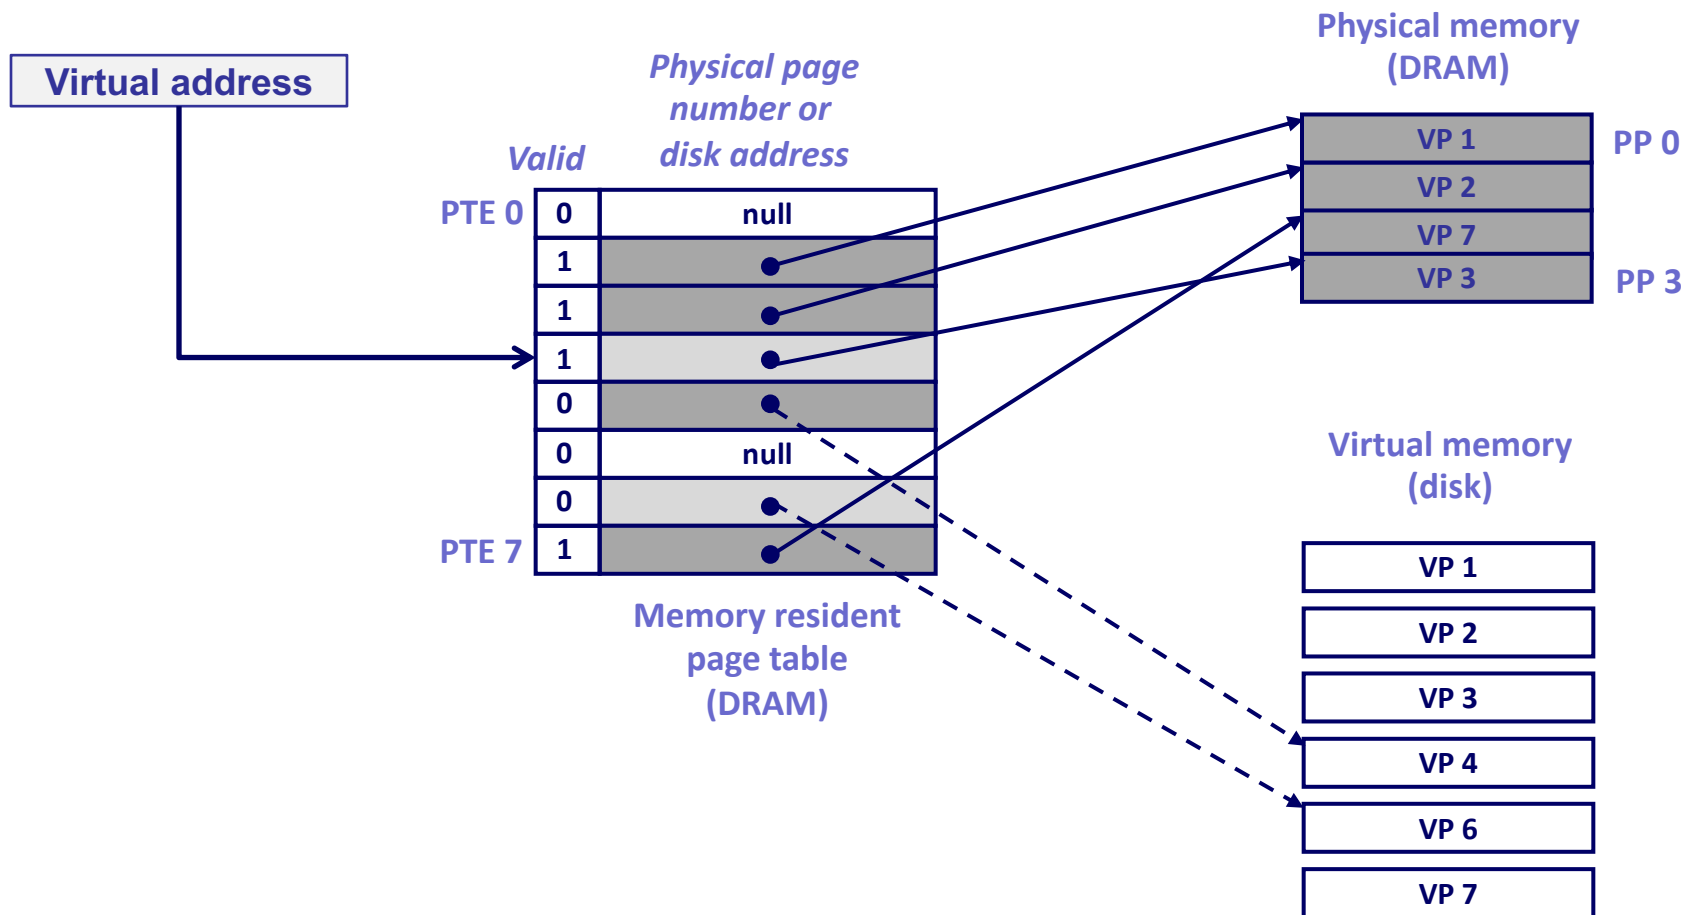 Virtual address
Physical page
number or
disk address
Valid
PTE 0
0
null
1
1
1
0
0
null
0
PTE 7
1
Memory resident
page table
(DRAM)
Physical memory
(DRAM)
VP 1
PP 0
VP 2
VP 7
VP 3
PP 3
Virtual memory
(disk)
VP 1
VP 2
VP 3
VP 4
VP 6
VP 7